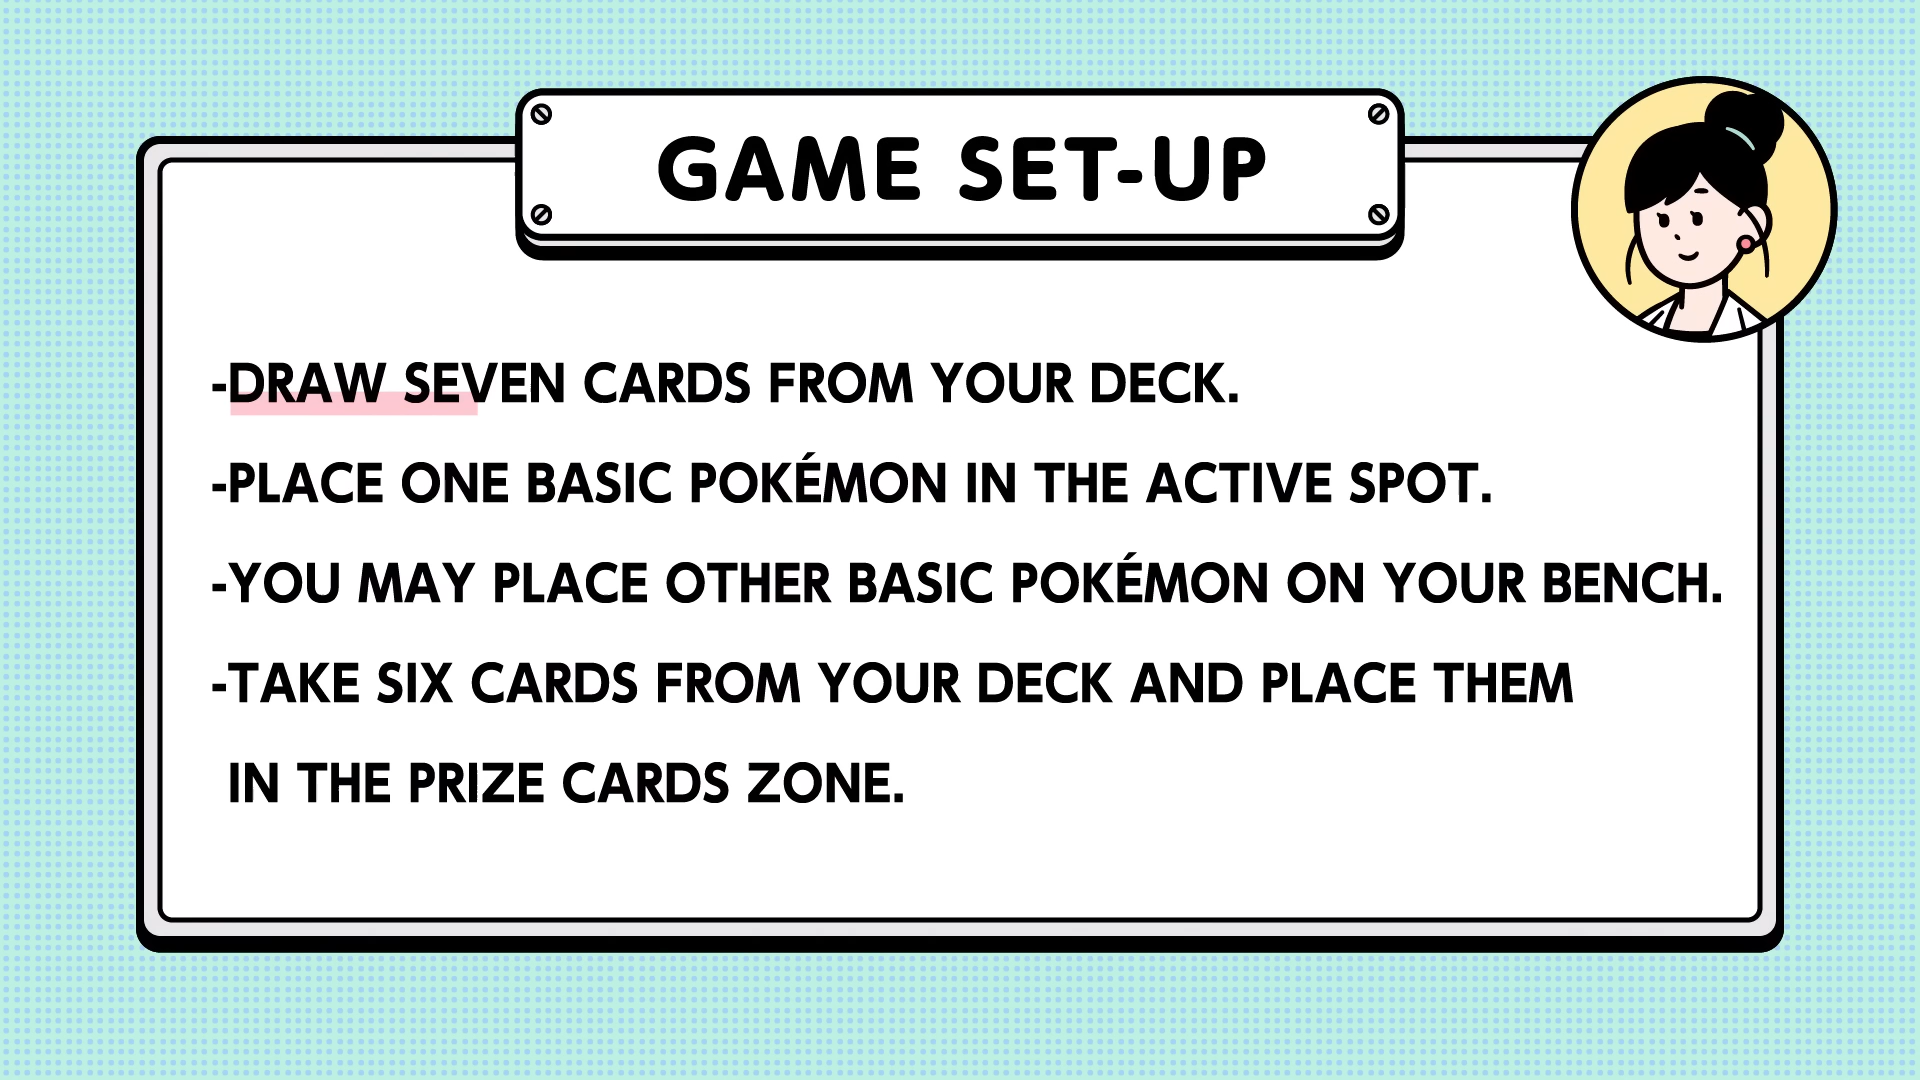 GAME SET-UP
-DRAW SEVEN CARDS FROM YOUR DECK.
-PLACE ONE BASIC POKÉMON IN THE ACTIVE SPOT.
-YOU MAY PLACE OTHER BASIC POKÉMON ON YOUR BENCH.
-TAKE SIX CARDS FROM YOUR DECK AND PLACE THEM
IN THE PRIZE CARDS ZONE.